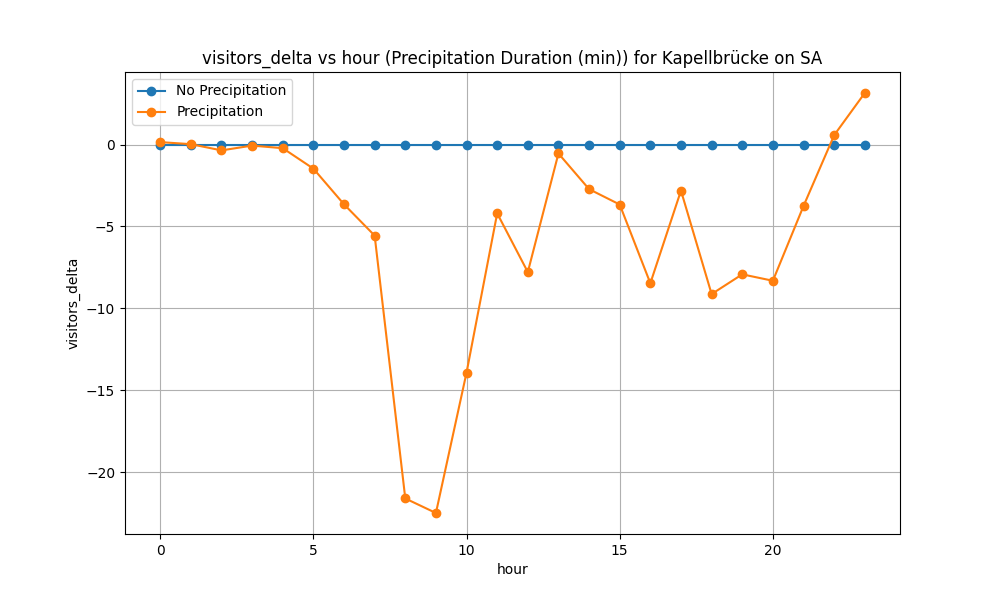 visitors_delta vs hour (Precipitation Duration (min)) for Kapellbrücke on SA
No Precipitation
Precipitation
0
−5
−10
−15
−20
visitors_delta
0 5 10 15 20
hour